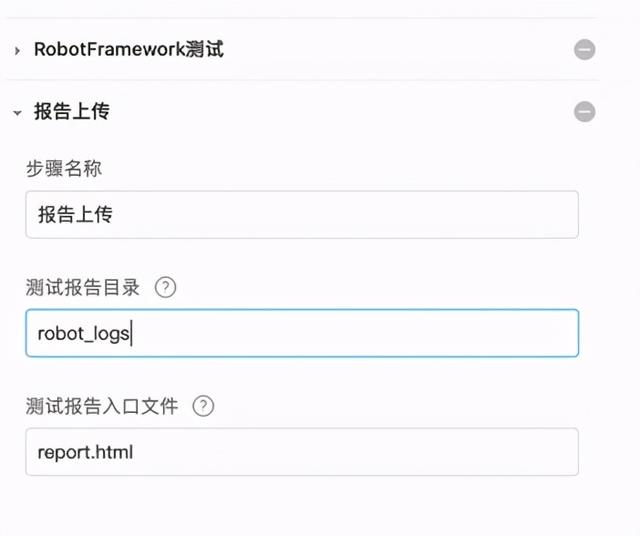 RobotFramework测试
报告上传
步骤名称
报告上传
测试报告目录 ?
robot_logs
测试报告入口文件 ?
report.html